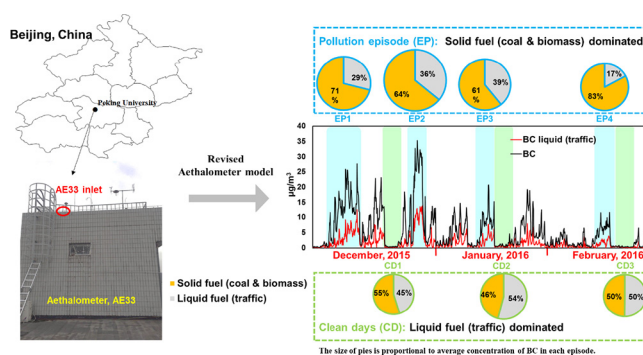 Beijing, China
Peking University
AE33 inlet
Aethalometer, AE33
Revised
Aethalometer model
Pollution episode (EP): Solid fuel (coal & biomass) dominated
29%
71
%
EP1
36%
64%
EP2
39%
61%
EP3
17%
83%
EP4
μg/m³
40
35
30
25
20
15
10
5
0
BC liquid (traffic)
BC
December, 2015
January, 2016
February, 2016
Solid fuel (coal & biomass)
Liquid fuel (traffic)
CD1
55%
45%
CD2
46%
54%
CD3
50%
50%
Clean days (CD): Liquid fuel (traffic) dominated
The size of pies is proportional to average concentration of BC in each episode.